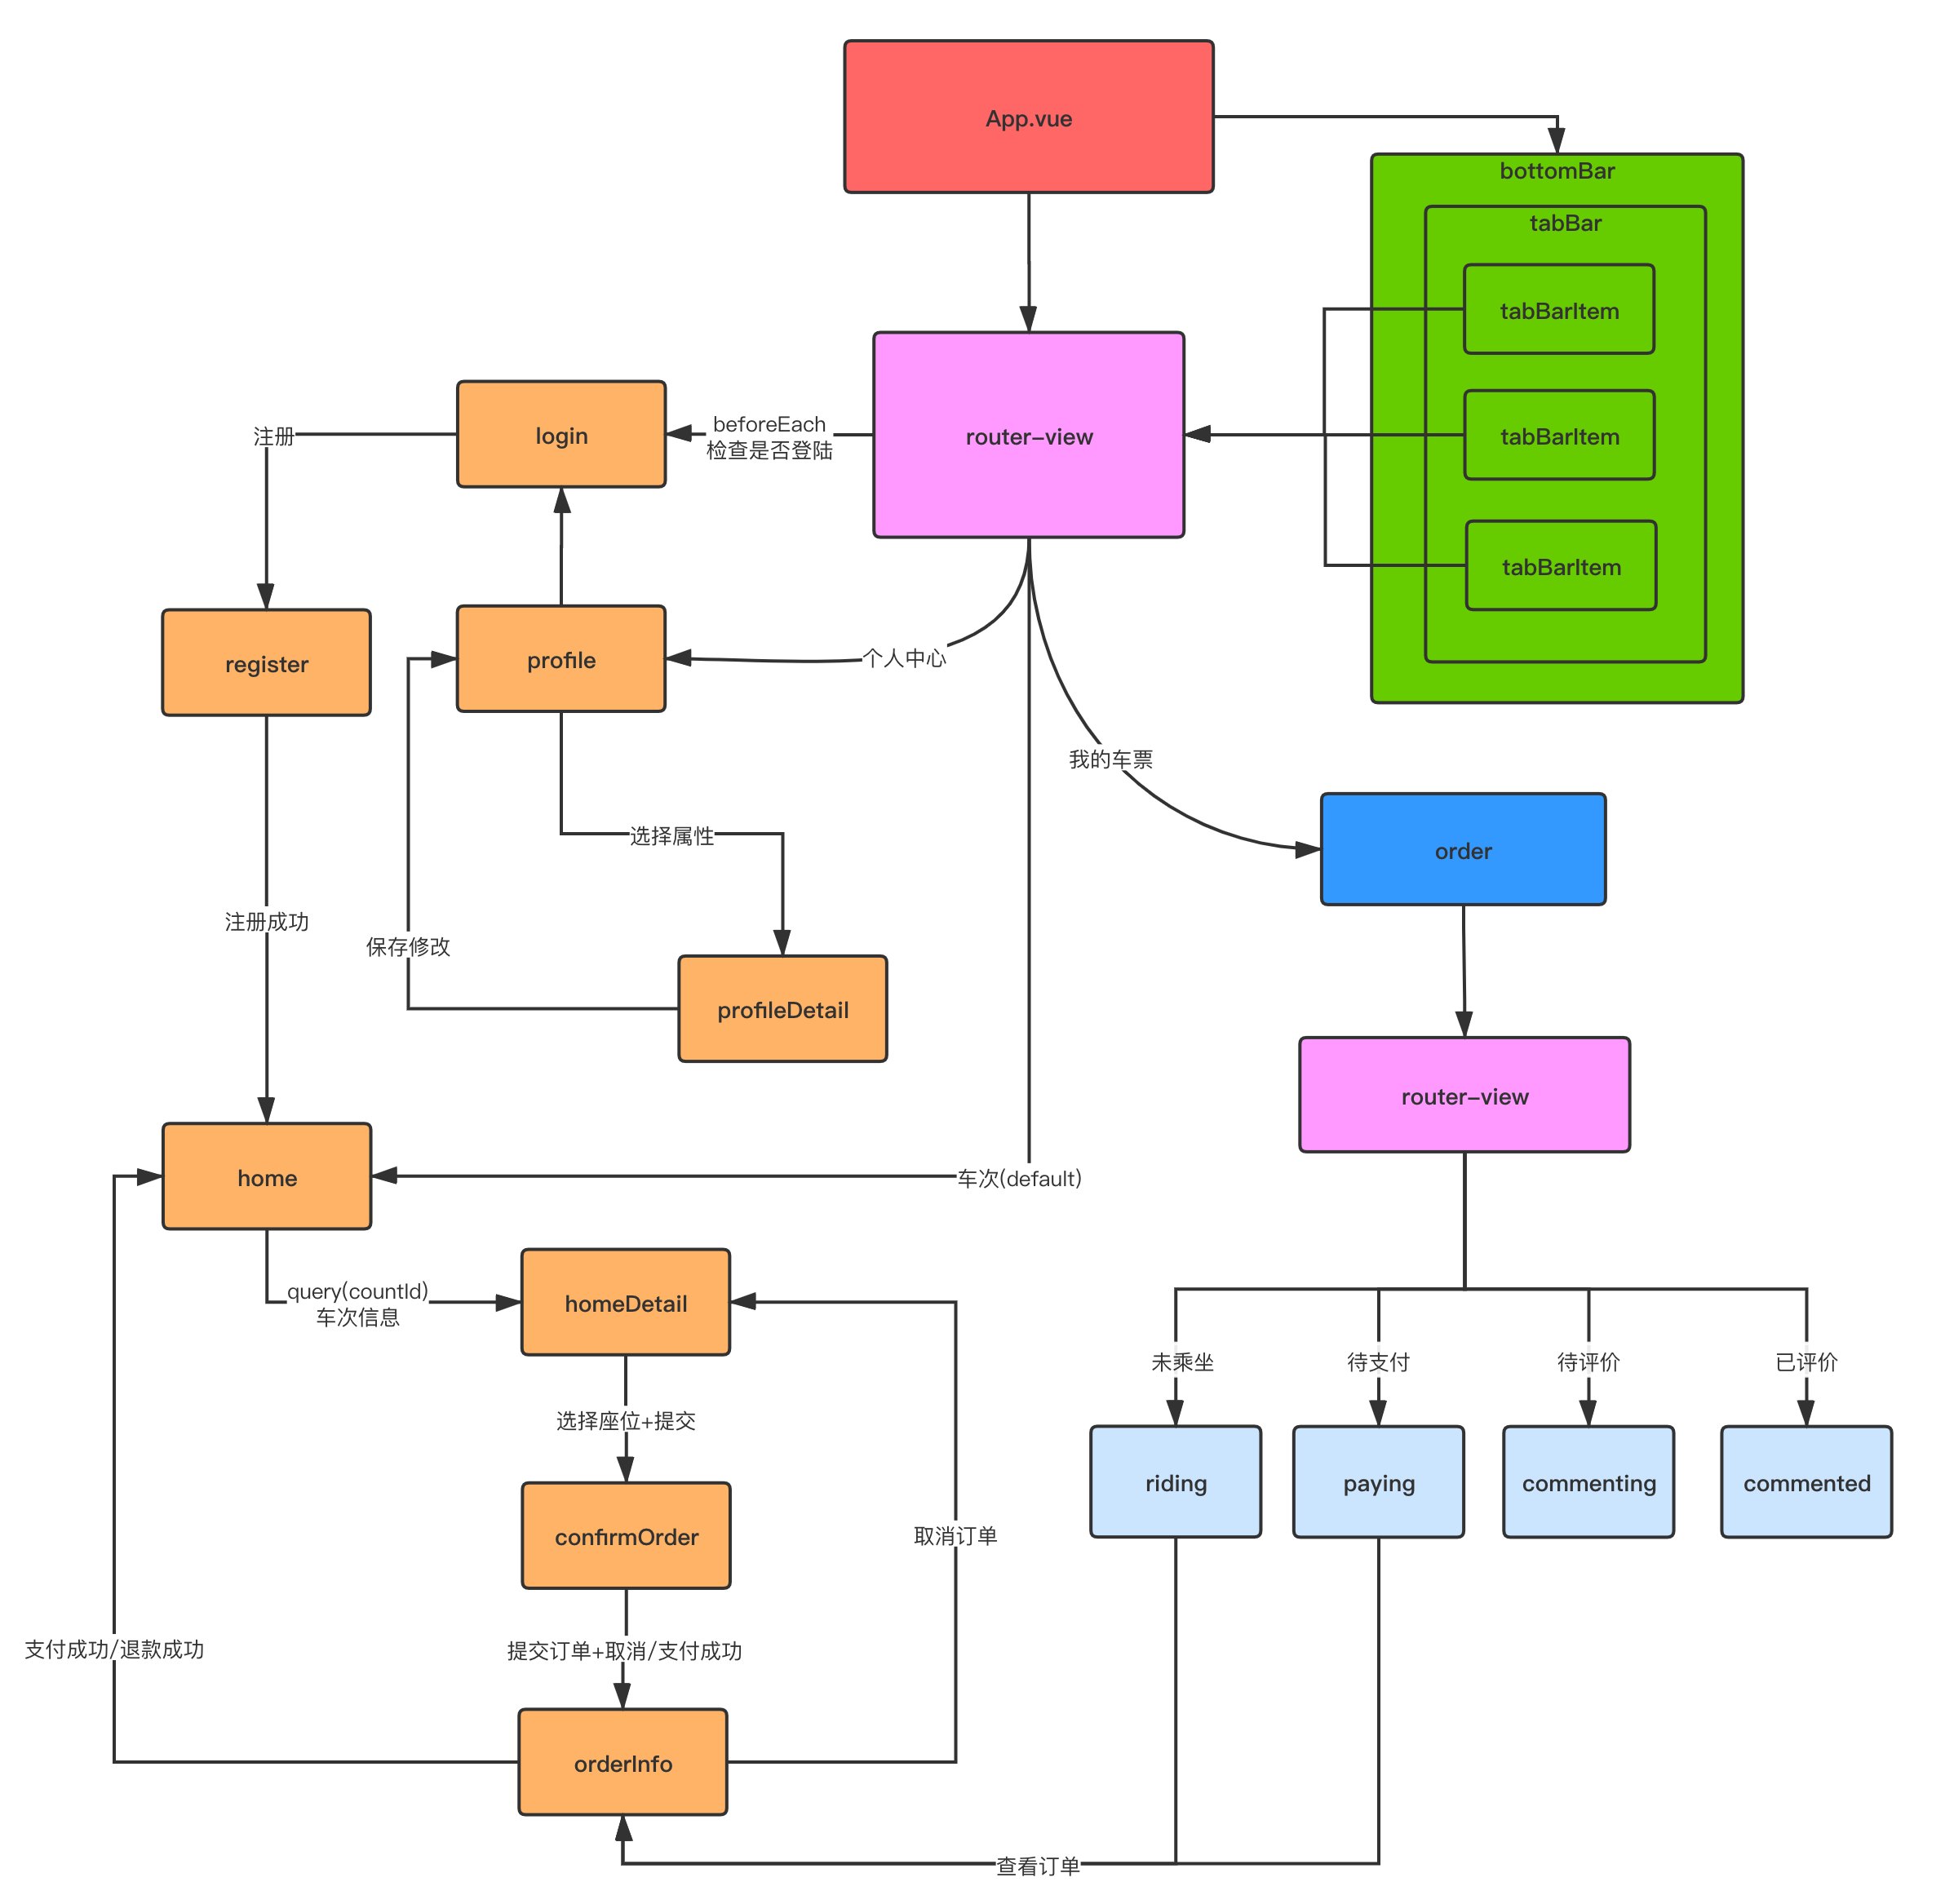 App.vue
bottomBar
tabBar
tabBarItem
tabBarItem
tabBarItem
router-view
beforeEach
检查是否登陆
login
注册
register
profile
个人中心
我的车票
选择属性
order
注册成功
保存修改
profileDetail
router-view
home
车次(default)
query(countId)
车次信息
homeDetail
未乘坐
待支付
待评价
已评价
选择座位+提交
riding
paying
commenting
commented
confirmOrder
取消订单
支付成功/退款成功
提交订单+取消/支付成功
orderInfo
查看订单